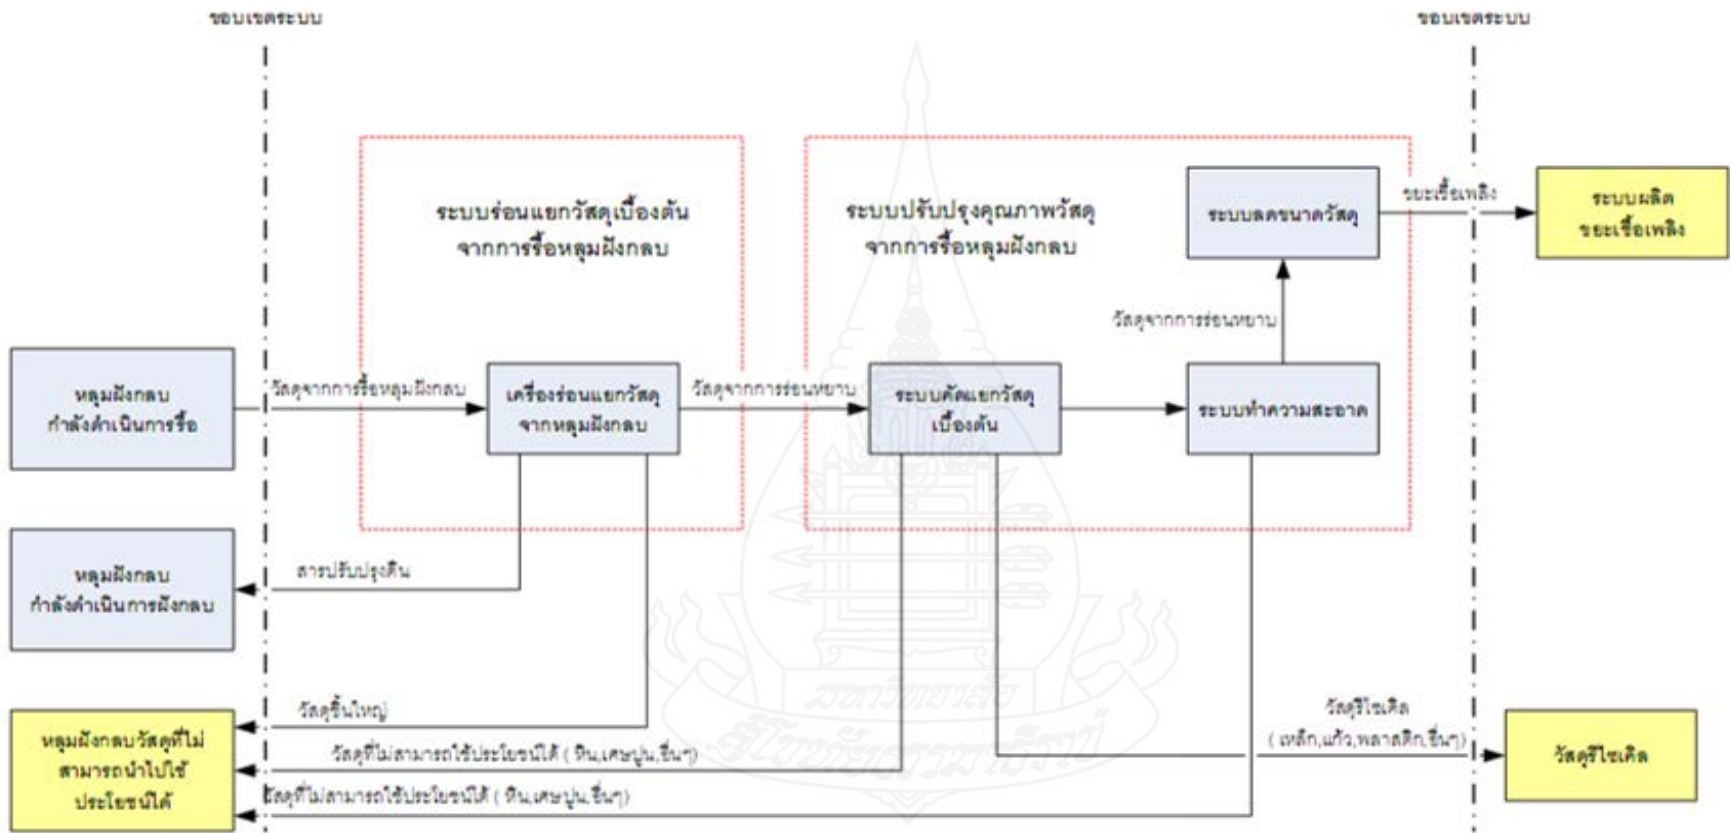 ขอบเขตระบบ
ขอบเขตระบบ
ระบบร่อนแยกวัสดุเบื้องต้น
จากการรื้อหลุมฝังกลบ
ระบบปรับปรุงคุณภาพวัสดุ
จากการรื้อหลุมฝังกลบ
ระบบลดขนาดวัสดุ
ขยะเชื้อเพลิง
ระบบผลิต
ขยะเชื้อเพลิง
วัสดุจากการร่อนหยาบ
หลุมฝังกลบ
กำลังดำเนินการรื้อ
วัสดุจากการรื้อหลุมฝังกลบ
เครื่องร่อนแยกวัสดุ
จากหลุมฝังกลบ
วัสดุจากการร่อนหยาบ
ระบบคัดแยกวัสดุ
เบื้องต้น
ระบบทำความสะอาด
หลุมฝังกลบ
กำลังดำเนินการฝังกลบ
สารปรับปรุงดิน
หลุมฝังกลบวัสดุที่ไม่
สามารถนำไปใช้
ประโยชน์ได้
วัสดุชิ้นใหญ่
วัสดุที่ไม่สามารถใช้ประโยชน์ได้ ( หิน,เศษปูน,อื่นๆ)
วัสดุที่ไม่สามารถใช้ประโยชน์ได้ ( หิน,เศษปูน,อื่นๆ)
วัสดุรีไซเคิล
( เหล็ก,แก้ว,พลาสติก,อื่นๆ)
วัสดุรีไซเคิล
มหาวิทยาลัย
สุโขทัยธรรมาธิราช